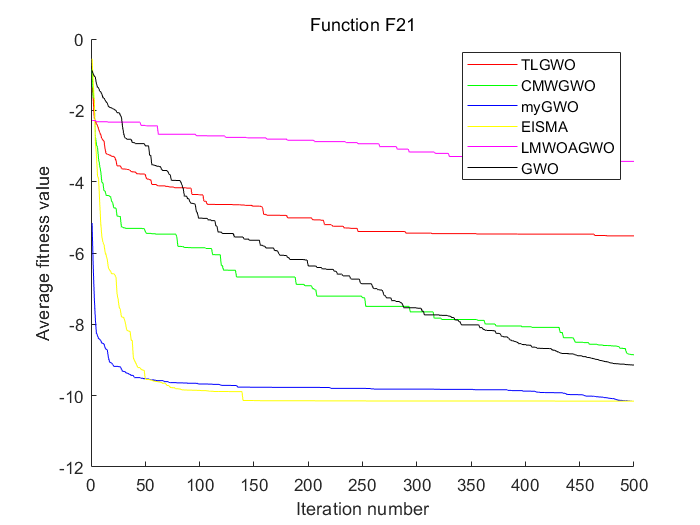 Function F21
0
-2
-4
-6
-8
-10
-12
Average fitness value
TLGWO
CMWGWO
myGWO
EISMA
LMWOAGWO
GWO
0 50 100 150 200 250 300 350 400 450 500
Iteration number